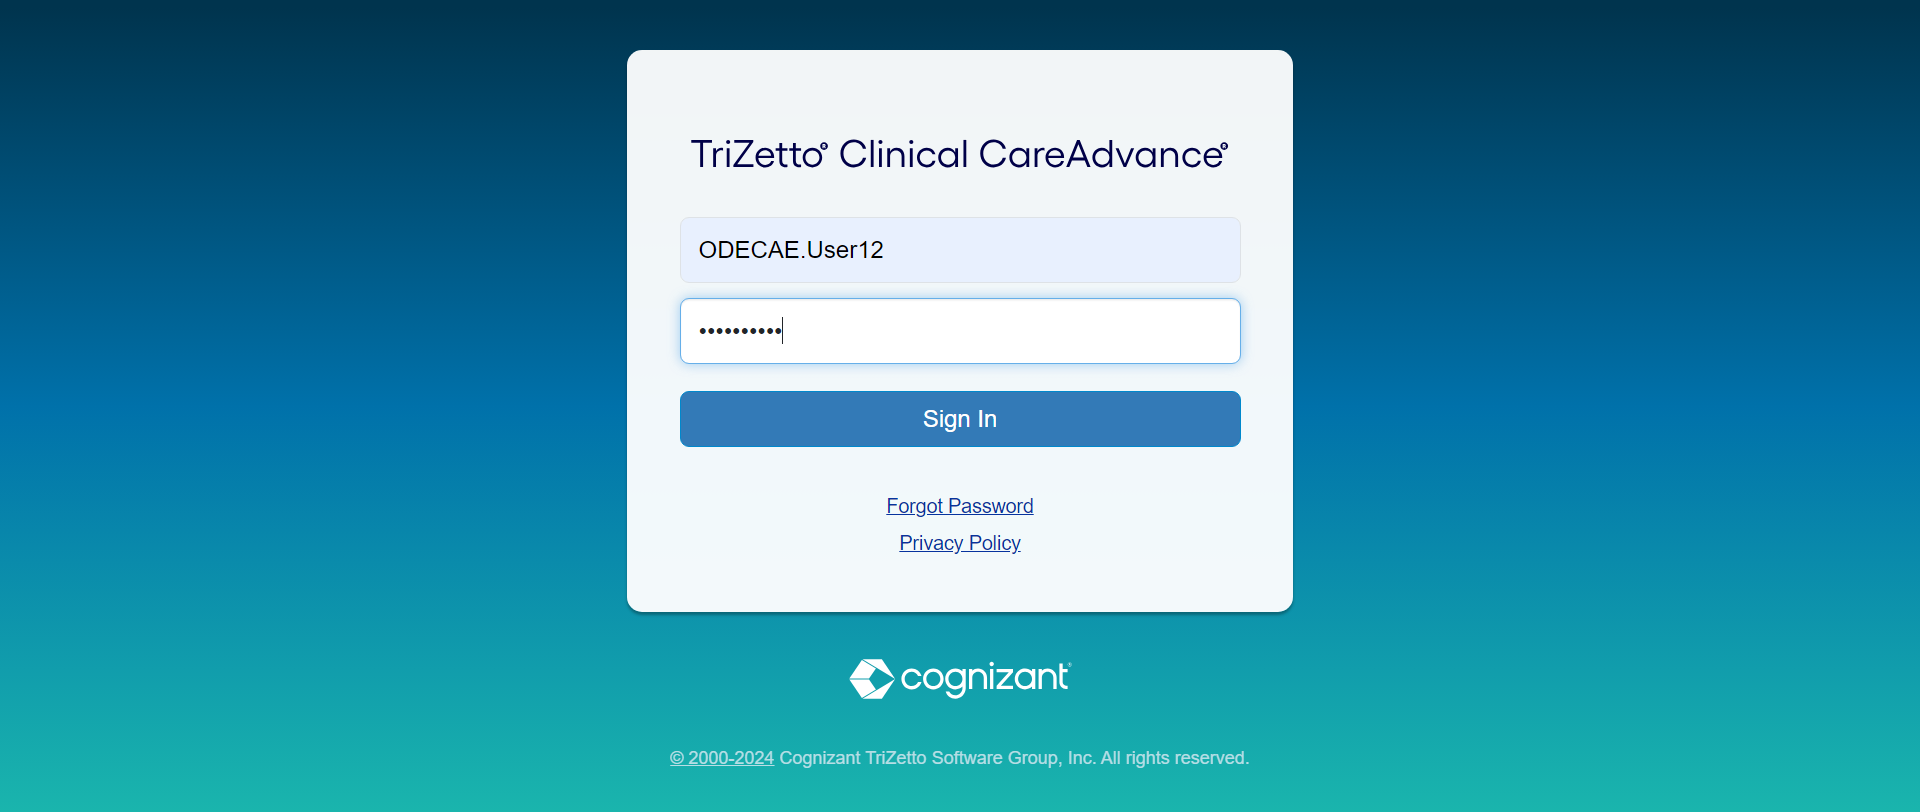 TriZetto® Clinical CareAdvance®
ODECAE.User12
••••••••••
Sign In
Forgot Password
Privacy Policy
cognizant®
© 2000-2024 Cognizant TriZetto Software Group, Inc. All rights reserved.